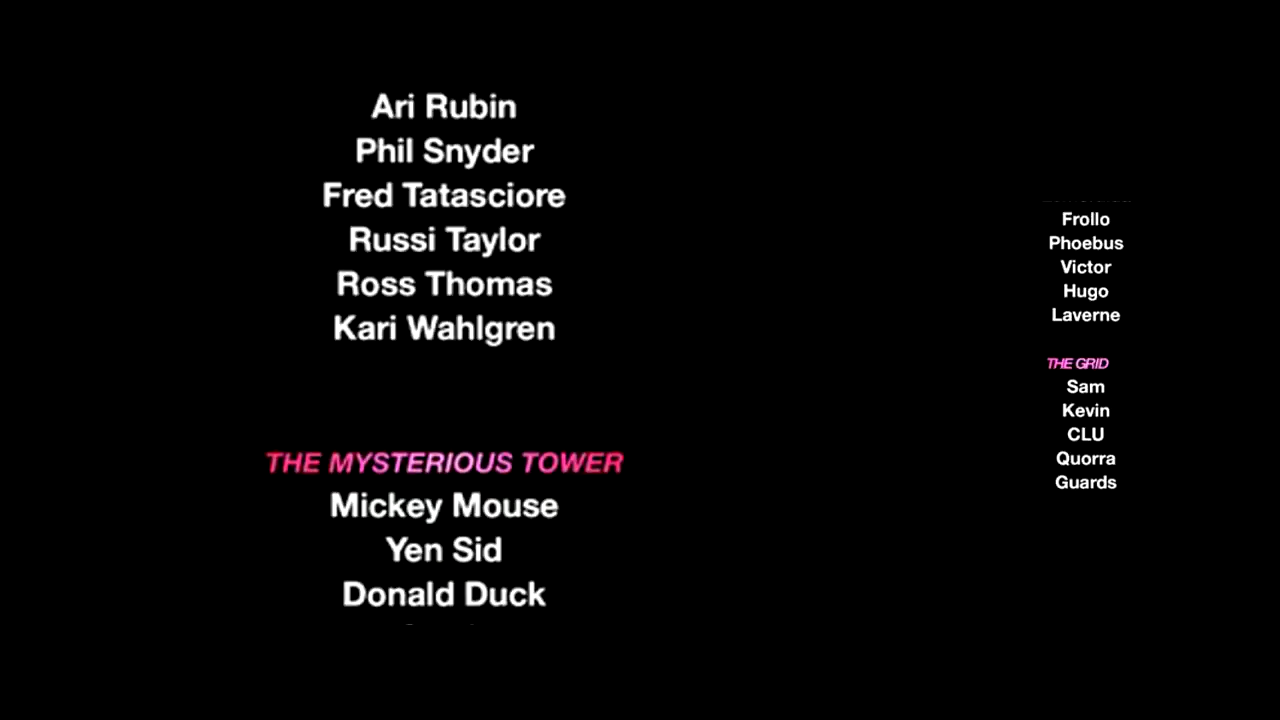 Ari Rubin
Phil Snyder
Fred Tatasciore
Russi Taylor
Ross Thomas
Kari Wahlgren
THE MYSTERIOUS TOWER
Mickey Mouse
Yen Sid
Donald Duck
Frollo
Phoebus
Victor
Hugo
Laverne
THE GRID
Sam
Kevin
CLU
Quorra
Guards